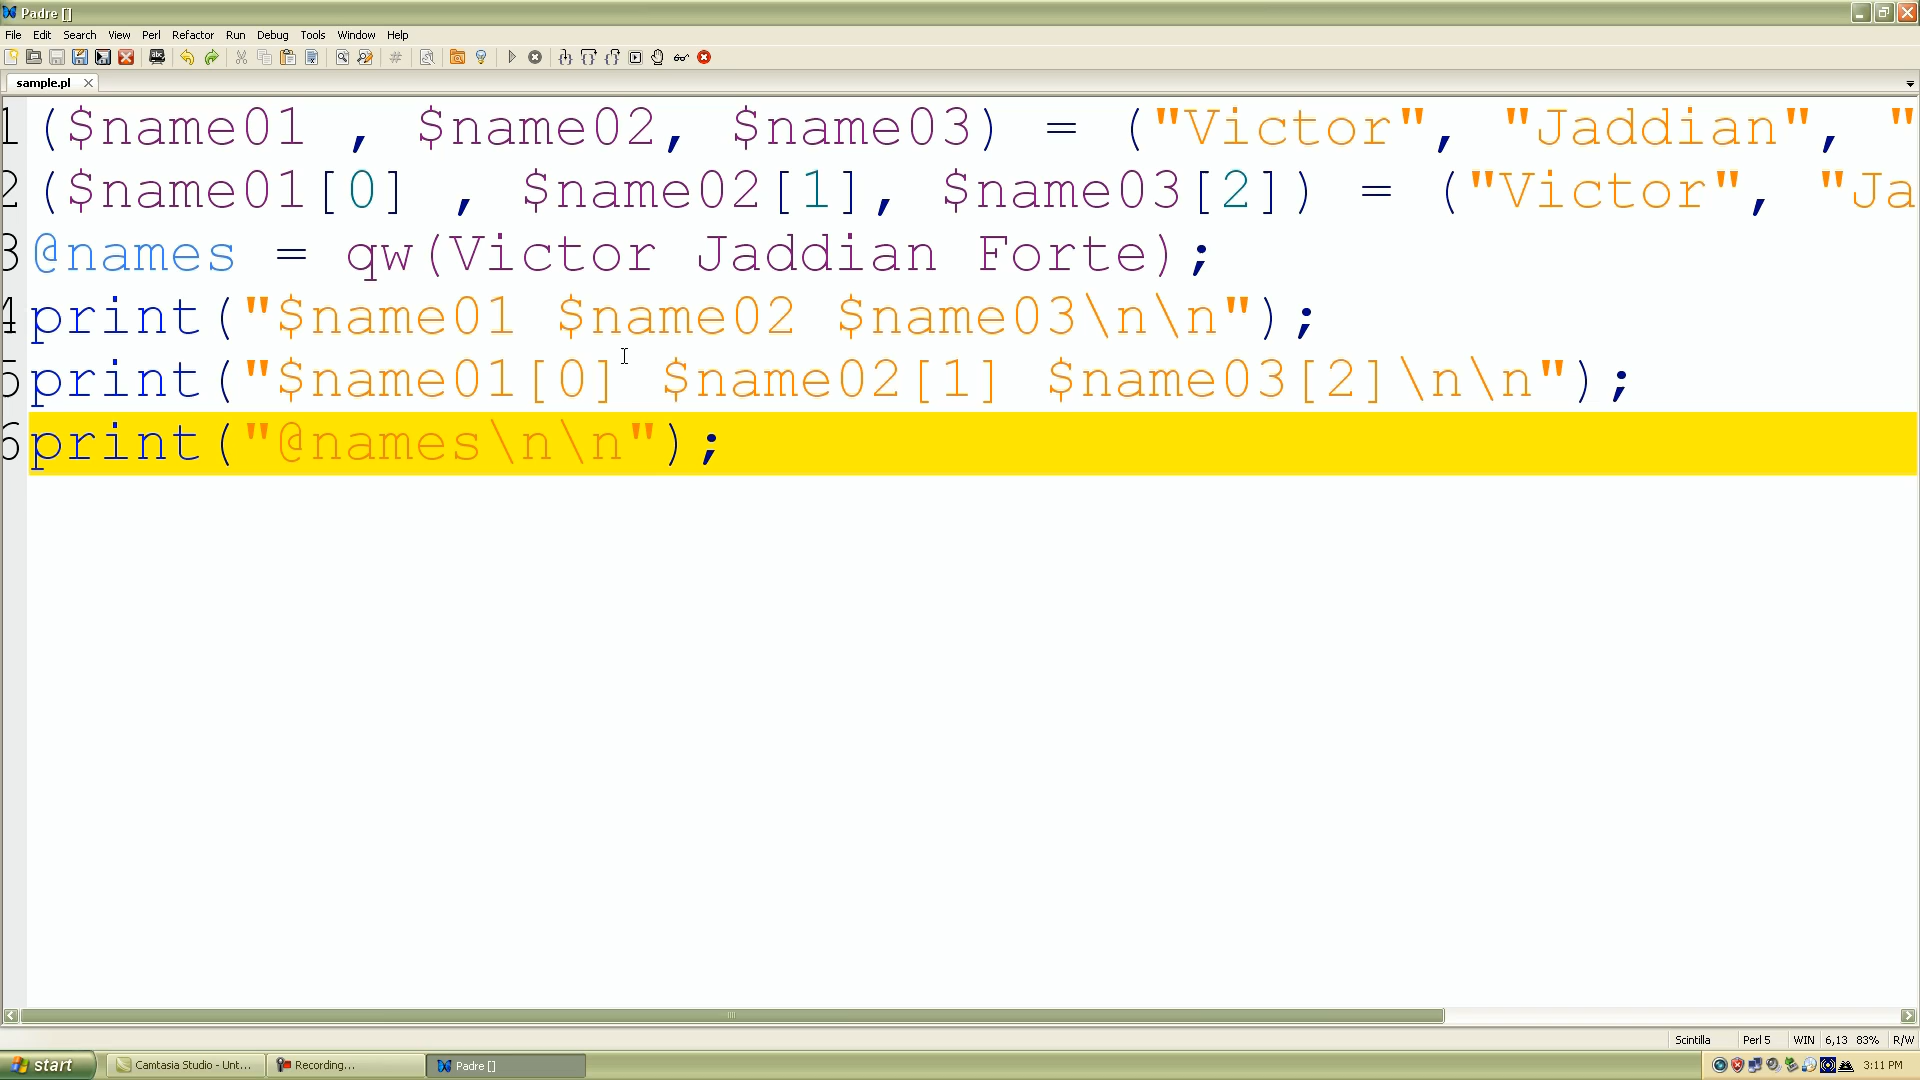 Padre []
File Edit Search View Perl Refactor Run Debug Tools Window Help
sample.pl
1 ($name01 , $name02, $name03) = ("Victor", "Jaddian", "
2 ($name01[0] , $name02[1], $name03[2]) = ("Victor", "Ja
3 @names = qw(Victor Jaddian Forte);
4 print("$name01 $name02 $name03\n\n");
5 print("$name01[0] $name02[1] $name03[2]\n\n");
6 print("@names\n\n");
Scintilla Perl 5 WIN 6,13 83% R/W
start Camtasia Studio - Unt... Recording... Padre [] 3:11 PM